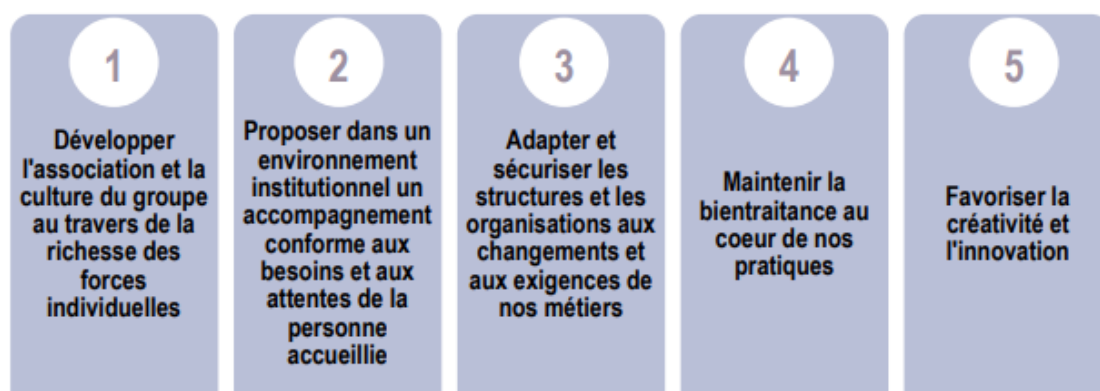 1
Développer
l'association et la
culture du groupe
au travers de la
richesse des
forces
individuelles
2
Proposer dans un
environnement
institutionnel un
accompagnement
conforme aux
besoins et aux
attentes de la
personne
accueillie
3
Adapter et
sécuriser les
structures et les
organisations aux
changements et
aux exigences de
nos métiers
4
Maintenir la
bientraitance au
coeur de nos
pratiques
5
Favoriser la
créativité et
l'innovation